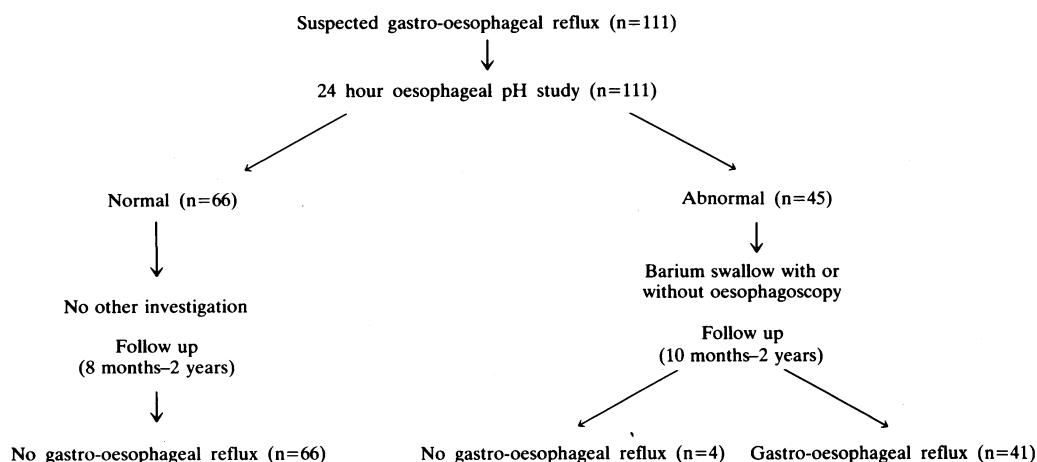 Suspected gastro-oesophageal reflux (n=111)
24 hour oesophageal pH study (n=111)
Normal (n=66)
Abnormal (n=45)
No other investigation
Follow up
(8 months–2 years)
Barium swallow with or
without oesophagoscopy
Follow up
(10 months–2 years)
No gastro-oesophageal reflux (n=66)
No gastro-oesophageal reflux (n=4)
Gastro-oesophageal reflux (n=41)